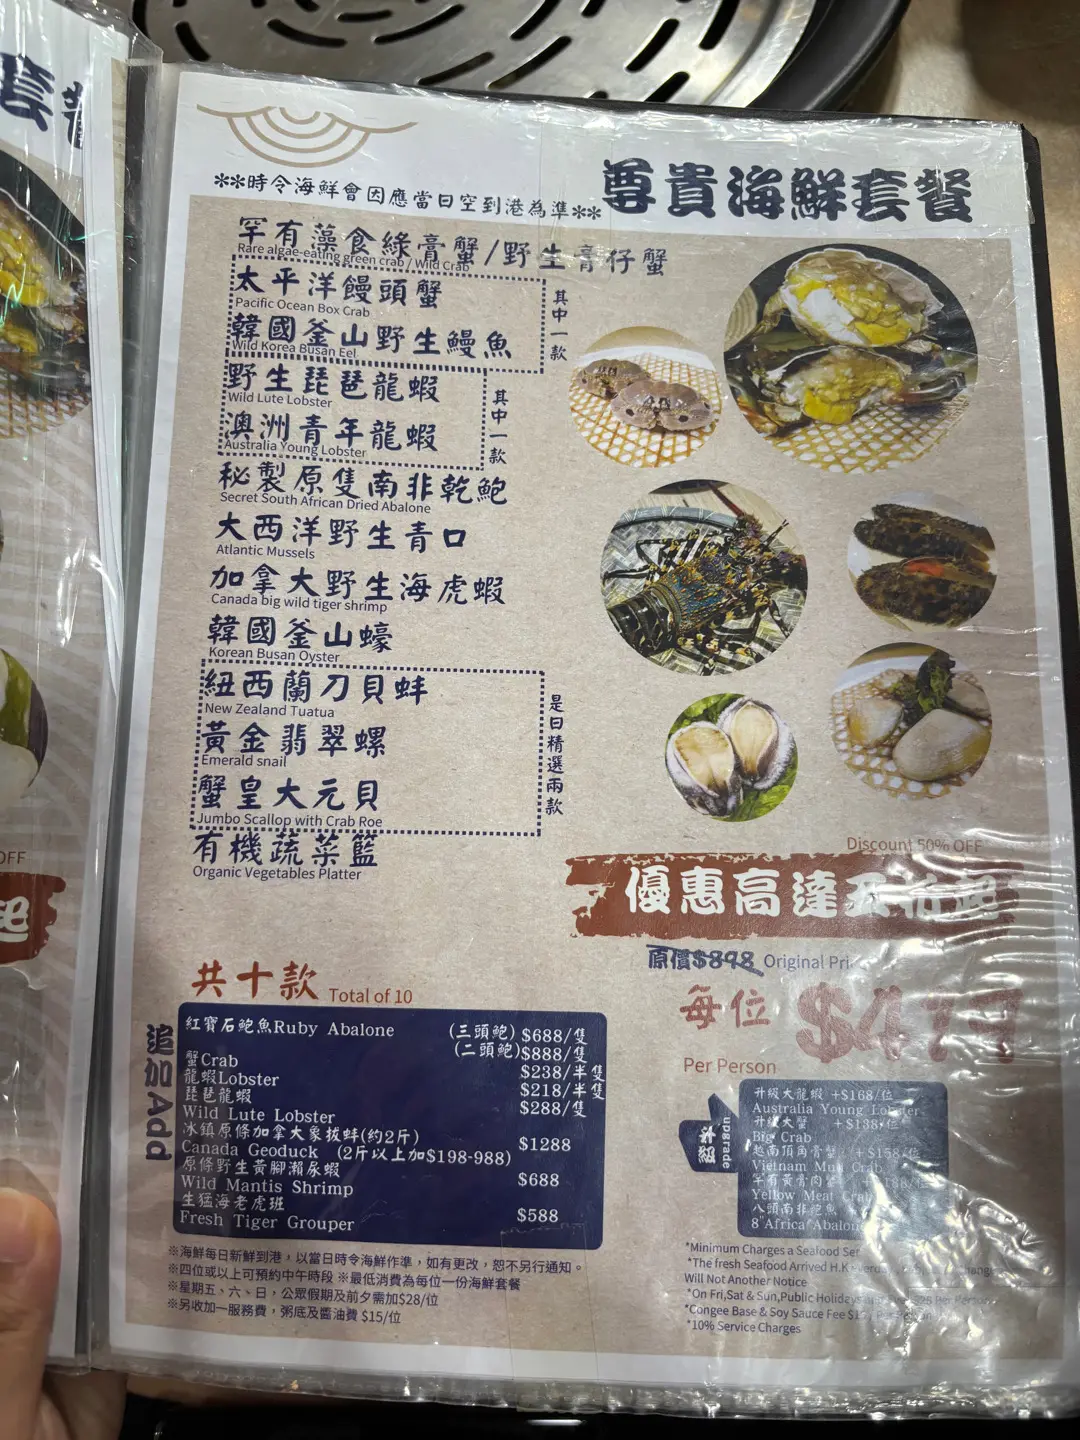 套餐
**時令海鮮會因應當日空到港為準**
尊貴海鮮套餐
罕有藻食綠膏蟹/野生膏仔蟹
Rare algae-eating green crab / Wild Crab
太平洋饅頭蟹
Pacific Ocean Box Crab
韓國釜山野生鰻魚
Wild Korea Busan Eel
其中一款
野生琵琶龍蝦
Wild Lute Lobster
澳洲青年龍蝦
Australia Young Lobster
其中一款
秘製原隻南非乾鮑
Secret South African Dried Abalone
大西洋野生青口
Atlantic Mussels
加拿大野生海虎蝦
Canada big wild tiger shrimp
韓國釜山蠔
Korean Busan Oyster
紐西蘭刀貝蚌
New Zealand Tuatua
黃金翡翠螺
Emerald snail
蟹皇大元貝
Jumbo Scallop with Crab Roe
是日精選兩款
有機蔬菜籃
Organic Vegetables Platter
OFF
起
Discount 50% OFF
優惠高達五折起
原價$898 Original
每位
Per Person
共十款 Total of 10
追加Add
紅寶石鮑魚Ruby Abalone (三頭鮑) $688/隻
(二頭鮑)$888/隻
蟹Crab $238/半隻
龍蝦Lobster $218/半隻
琵琶龍蝦 $288/隻
Wild Lute Lobster
冰鎮原條加拿大象拔蚌(約2斤) $1288
Canada Geoduck (2斤以上加$198-988)
原條野生黃腳瀨尿蝦 $688
Wild Mantis Shrimp
生猛海老虎班 $588
Fresh Tiger Grouper
升級
upgrade
升級大龍蝦 +$168/位
Australia Young Lobster
升級大蟹 +$138/位
Big Crab
越南頂角膏蟹 +$158/位
Vietnam Mud Crab
罕有黃膏肉蟹
Yellow Meat Crab
八頭南非鮑魚
8"Africa Abalone
※海鮮每日新鮮到港，以當日時令海鮮作準，如有更改，恕不另行通知。
※四位或以上可預約中午時段 ※最低消費為每位一份海鮮套餐
※星期五、六、日，公眾假期及前夕需加$28/位
※另收加一服務費，粥底及醬油費 $15/位
*Minimum Charges a Seafood Set
*The fresh Seafood Arrived H.K
Will Not Another Notice
*On Fri,Sat & Sun,Public Holidays Per Person
*Congee Base & Soy Sauce Fee
*10% Service Charges